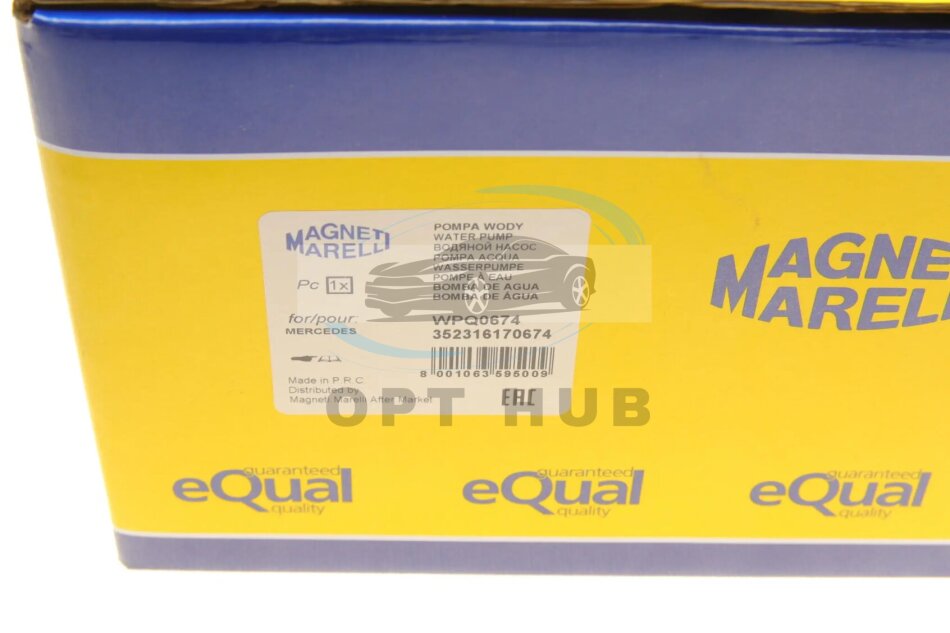 MAGNETI
MARELLI
POMPA WODY
WATER PUMP
ВОДЯНОЙ НАСОС
POMPA ACQUA
WASSERPUMPE
POMPE À EAU
BOMBA DE AGUA
BOMBA DE ÁGUA
Pc 1x
for/pour:
MERCEDES
WPQ0674
352316170674
8 001063 595009
Made in P.R.C
Distributed by
Magneti Marelli After Market
EAC
OPT HUB
MAGNE
MARELL
guaranteed
eQual
quality
guaranteed
eQual
quality
guaranteed
eQual
quality